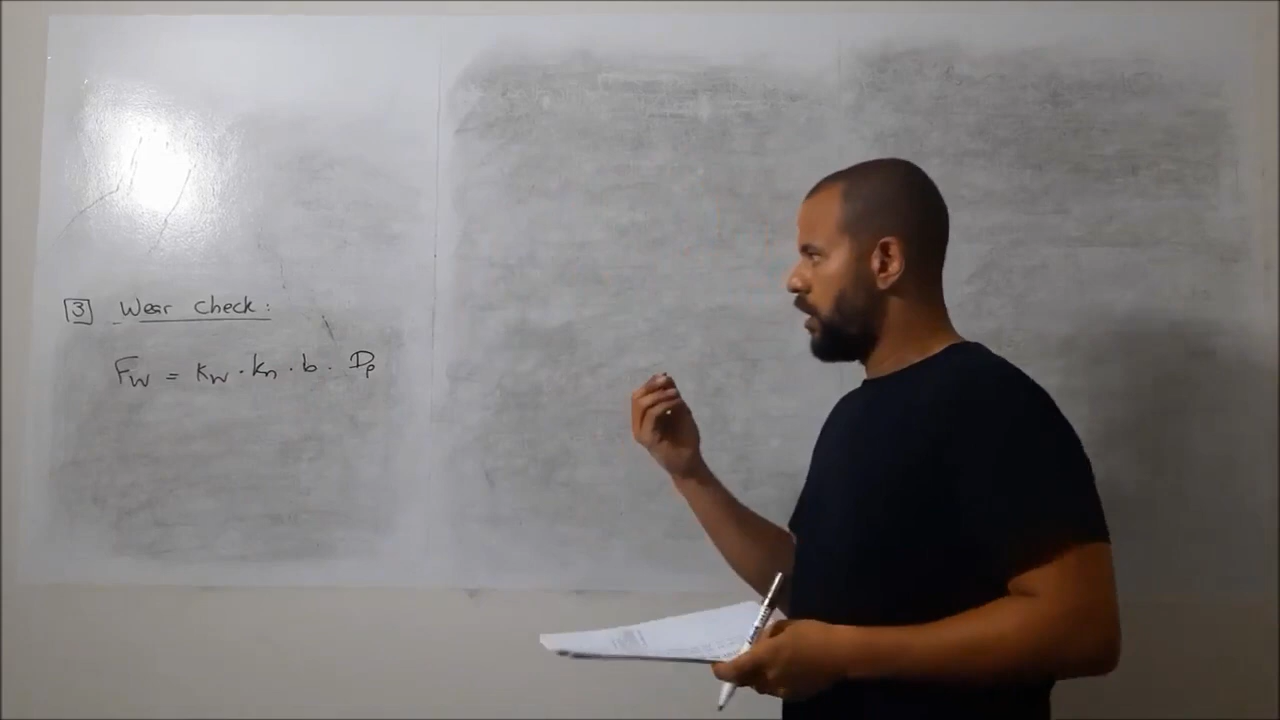 [3] Wear check:
Fw = Kw . Kn . b . Dp